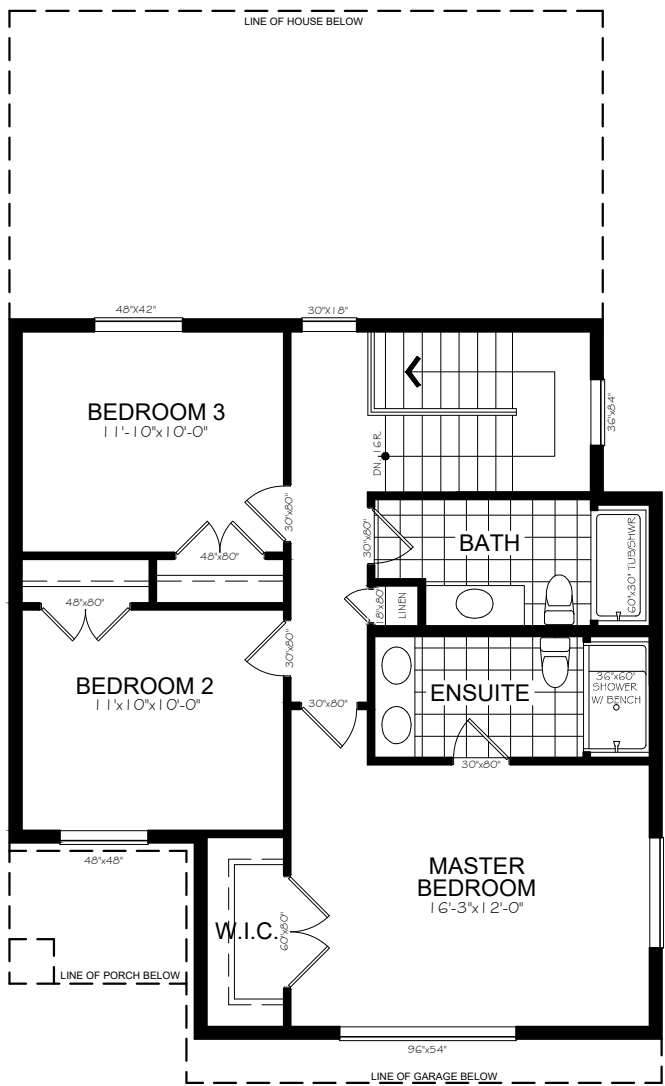 LINE OF HOUSE BELOW
48"X42"
30"X18"
BEDROOM 3
11'-10"x10'-0"
36"x84"
DN. 16R
30"x80"
30"x80"
BATH
60"x30" TUB/SHWR
48"x80"
48"x80"
18"x80"
LINEN
30"x80"
BEDROOM 2
11'x10"x10'-0"
30"x80"
ENSUITE
36"x60"
SHOWER
W/ BENCH
30"x80"
48"x48"
MASTER
BEDROOM
16'-3"x12'-0"
W.I.C.
60"x80"
LINE OF PORCH BELOW
96"x54"
LINE OF GARAGE BELOW